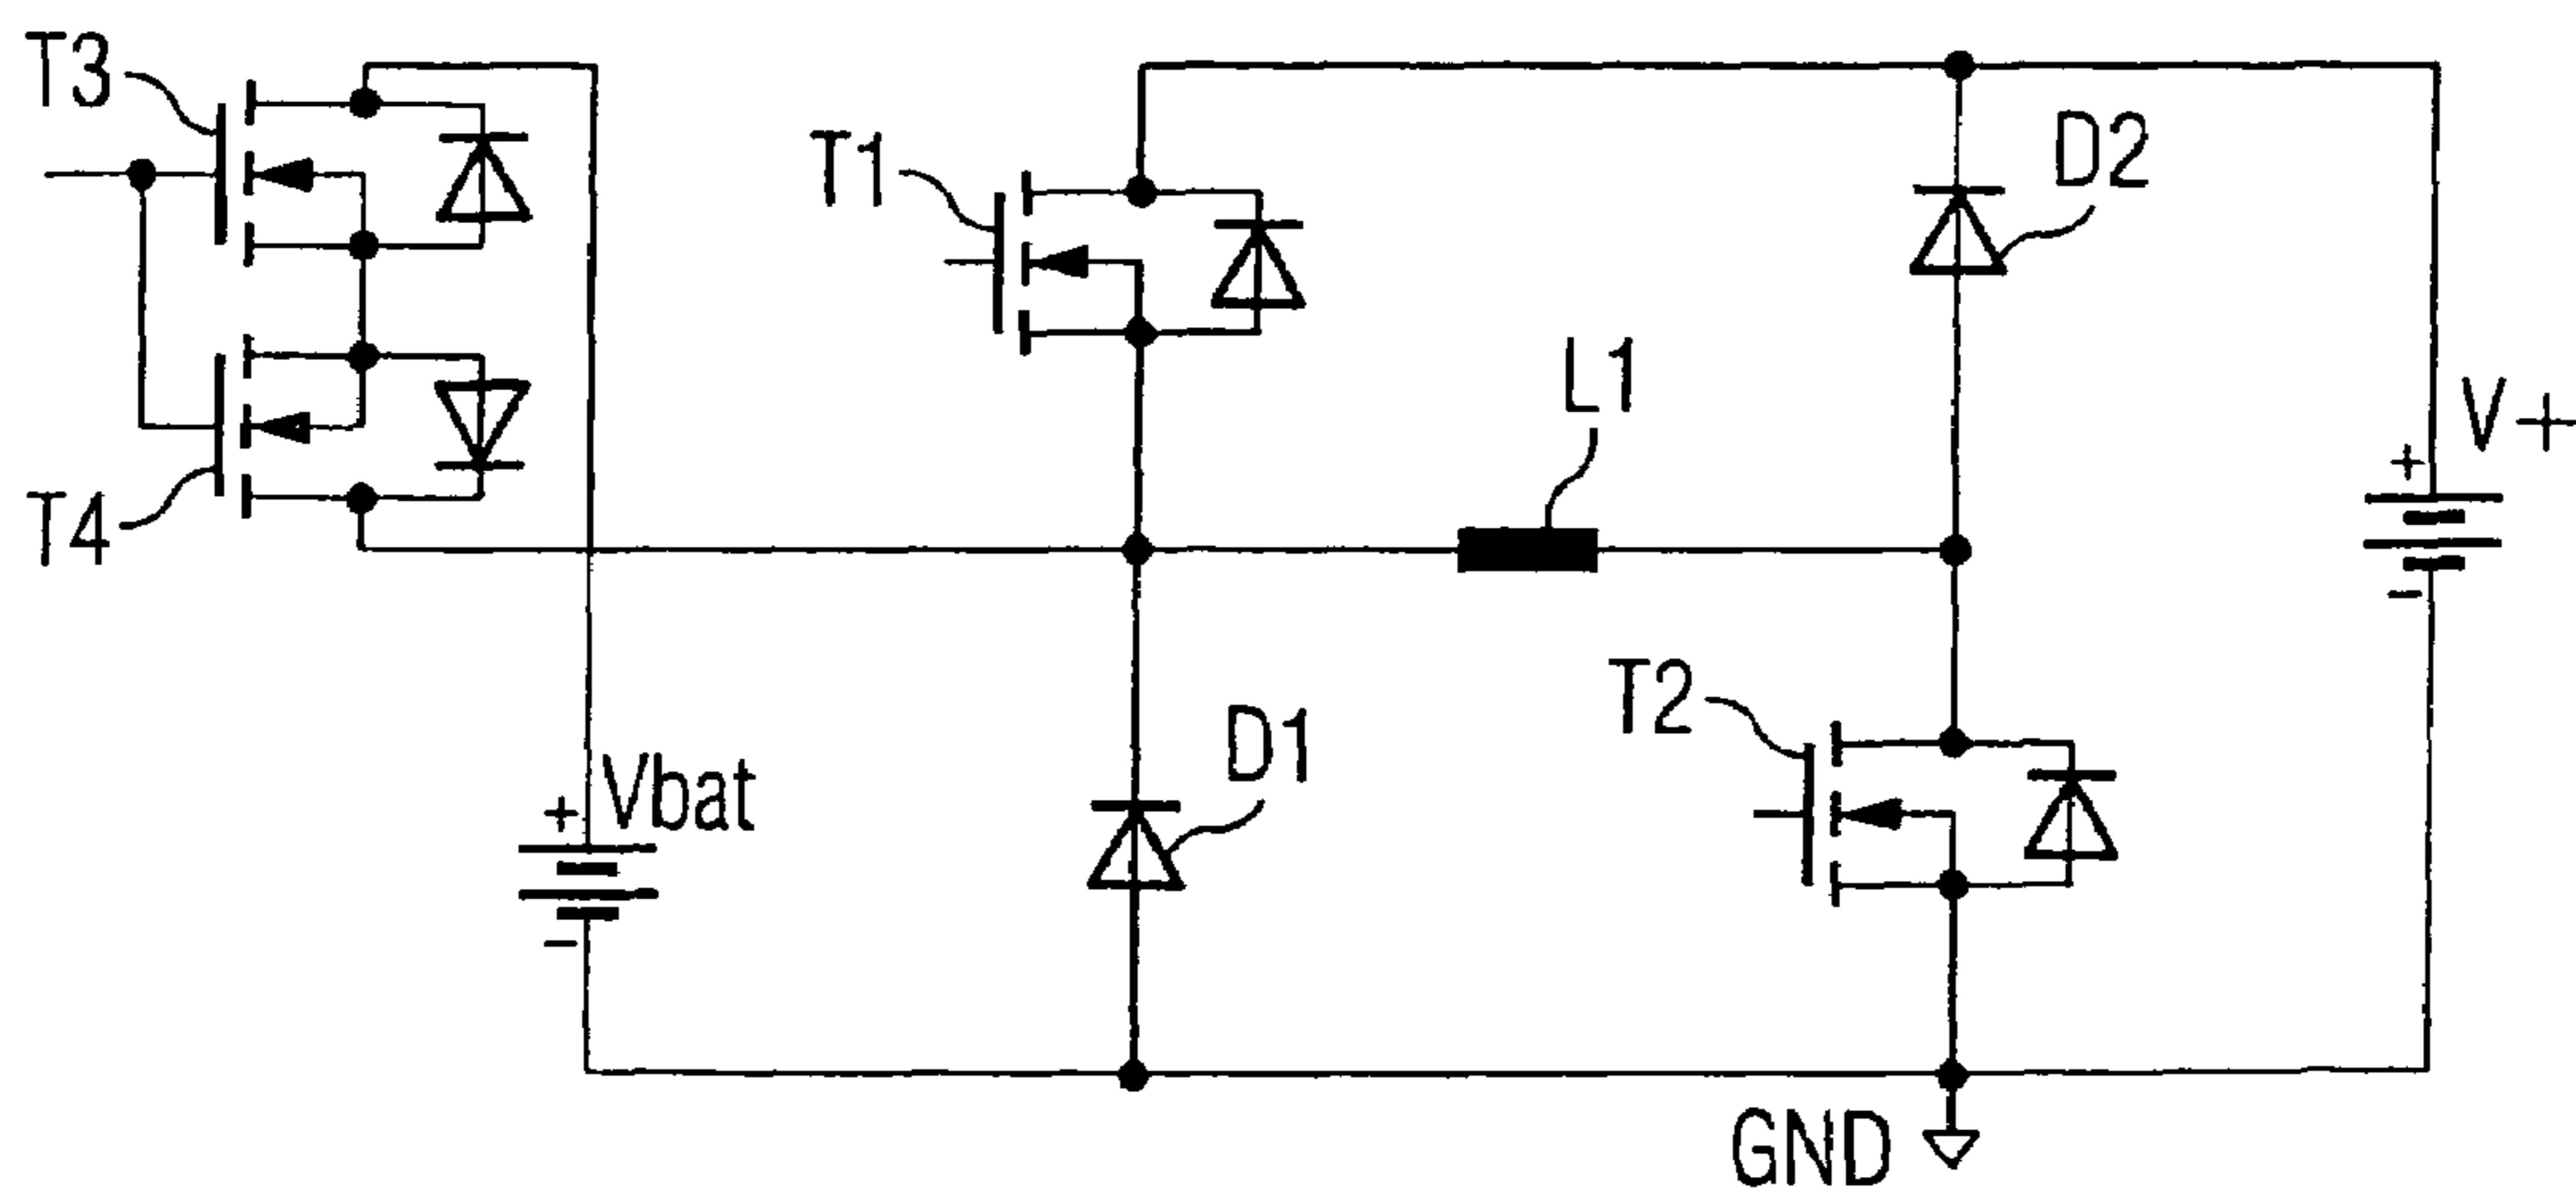 T3
T1
D2
L1
V+
+
-
T4
T2
D1
Vbat
+
-
GND